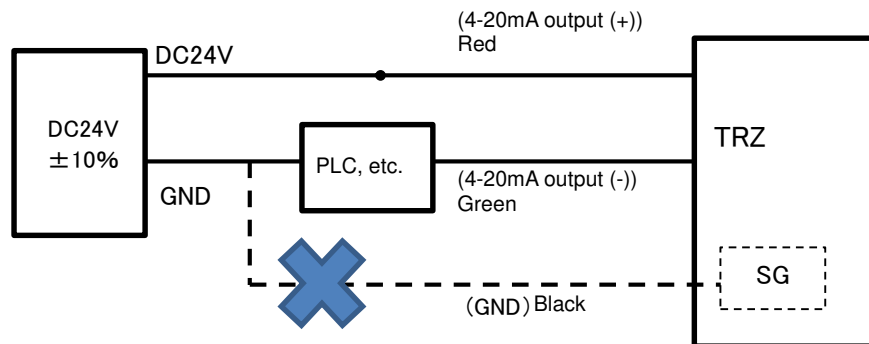 (4-20mA output (+))
Red
DC24V
DC24V
±10%
TRZ
PLC, etc.
(4-20mA output (-))
Green
GND
SG
(GND) Black